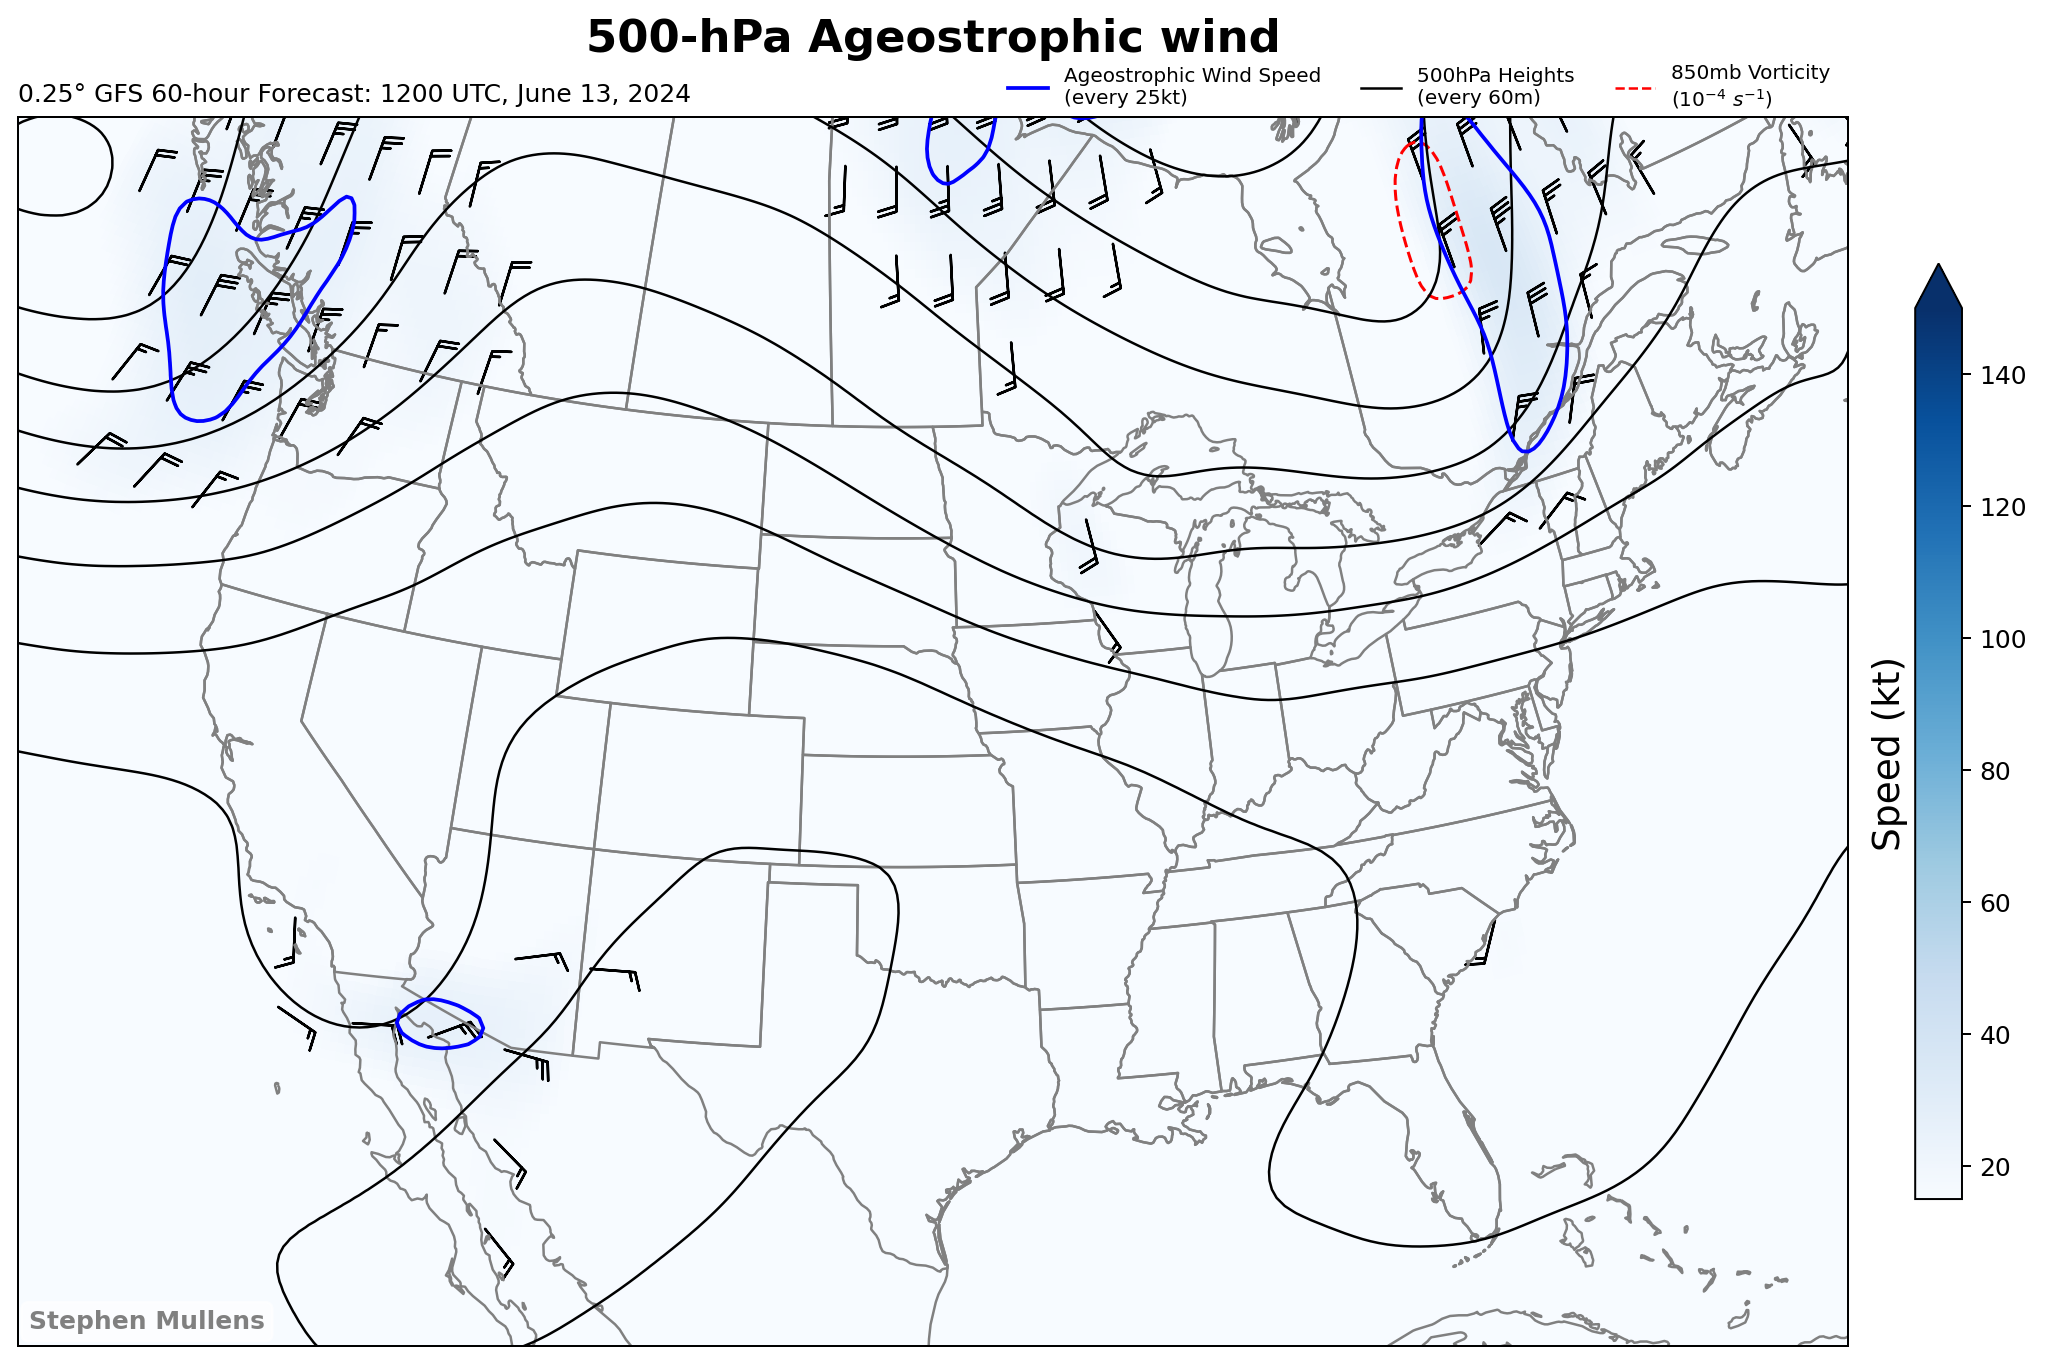 500-hPa Ageostrophic wind
0.25° GFS 60-hour Forecast: 1200 UTC, June 13, 2024
Ageostrophic Wind Speed
(every 25kt)
500hPa Heights
(every 60m)
850mb Vorticity
(10⁻⁴ s⁻¹)
140
120
100
80
60
40
20
Speed (kt)
Stephen Mullens